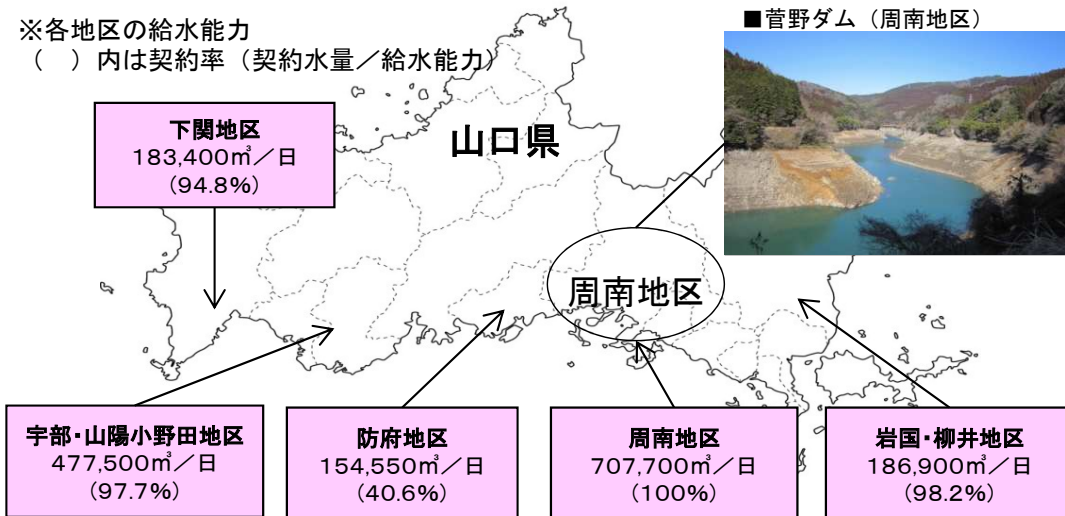 ※各地区の給水能力
（　）内は契約率（契約水量／給水能力）
■菅野ダム（周南地区）
下関地区
183,400㎥／日
(94.8%)
山口県
周南地区
宇部・山陽小野田地区
477,500㎥／日
(97.7%)
防府地区
154,550㎥／日
(40.6%)
周南地区
707,700㎥／日
(100%)
岩国・柳井地区
186,900㎥／日
(98.2%)